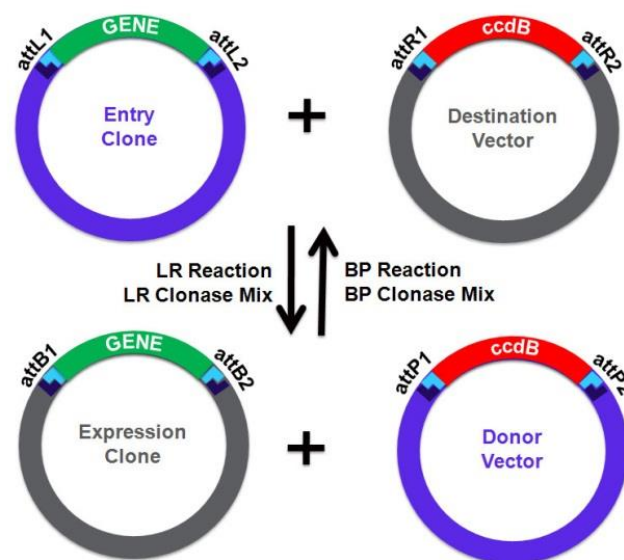 attL1
GENE
attL2
Entry
Clone
+
attR1
ccdB
attR2
Destination
Vector
LR Reaction
LR Clonase Mix
BP Reaction
BP Clonase Mix
attB1
GENE
attB2
Expression
Clone
+
attP1
ccdB
attP2
Donor
Vector